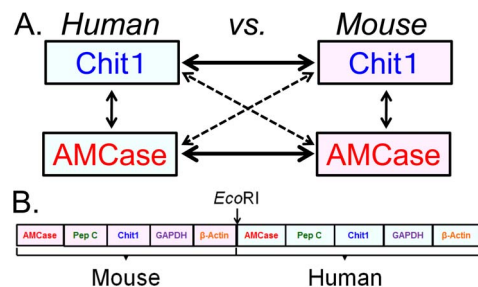 A. Human vs. Mouse
Chit1 Chit1
AMCase AMCase
B. EcoRI
AMCase Pep C Chit1 GAPDH β-Actin AMCase Pep C Chit1 GAPDH β-Actin
Mouse Human